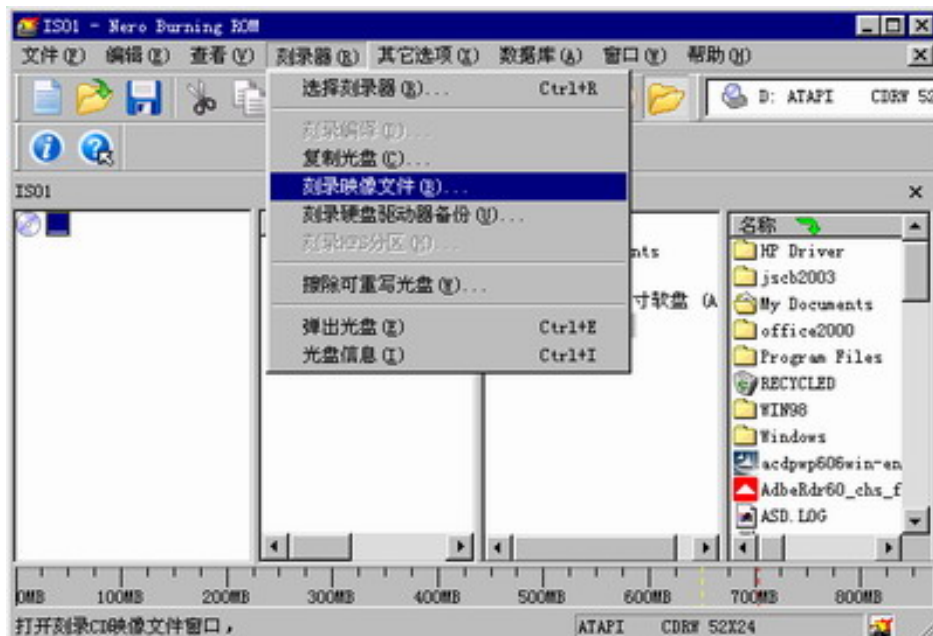 ISO1 - Nero Burning ROM
文件(F) 编辑(E) 查看(V) 刻录器(R) 其它选项(X) 数据库(A) 窗口(W) 帮助(H)
D: ATAPI CDRW 52
选择刻录器(R)... Ctrl+R
复制光盘(C)...
刻录映像文件(B)...
刻录硬盘驱动器备份(U)...
擦除可重写光盘(W)...
弹出光盘(E) Ctrl+E
光盘信息(I) Ctrl+I
ISO1
nts
寸软盘 (A
名称
HP Driver
jscb2003
My Documents
office2000
Program Files
RECYCLED
WIN98
Windows
acdpwp606win-en
AdbeRdr60_chs_f
ASD.LOG
0MB 100MB 200MB 300MB 400MB 500MB 600MB 700MB 800MB
打开刻录CD映像文件窗口,
ATAPI CDRW 52X24